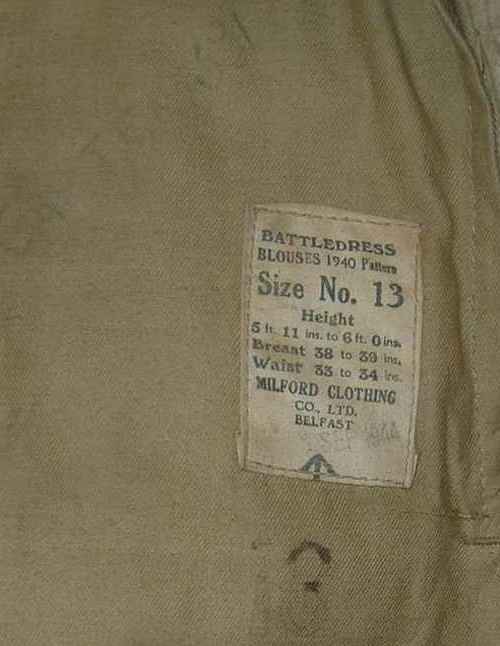 BATTLEDRESS
BLOUSES 1940 Pattern
Size No. 13
Height
5 ft. 11 ins. to 6 ft. 0 ins.
Breast 38 to 39 ins.
Waist 33 to 34 ins.
MILFORD CLOTHING
CO., LTD.
BELFAST
SEP